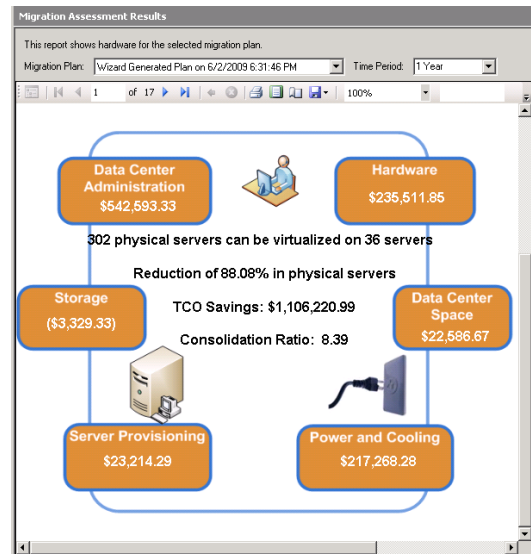 Migration Assessment Results
This report shows hardware for the selected migration plan.
Migration Plan: Wizard Generated Plan on 6/2/2009 6:31:46 PM Time Period: 1 Year
1 of 17 100%
Data Center
Administration
$542,593.33
Hardware
$235,511.85
302 physical servers can be virtualized on 36 servers
Reduction of 88.08% in physical servers
Storage
($3,329.33)
TCO Savings: $1,106,220.99
Consolidation Ratio: 8.39
Data Center
Space
$22,586.67
Server Provisioning
$23,214.29
Power and Cooling
$217,268.28